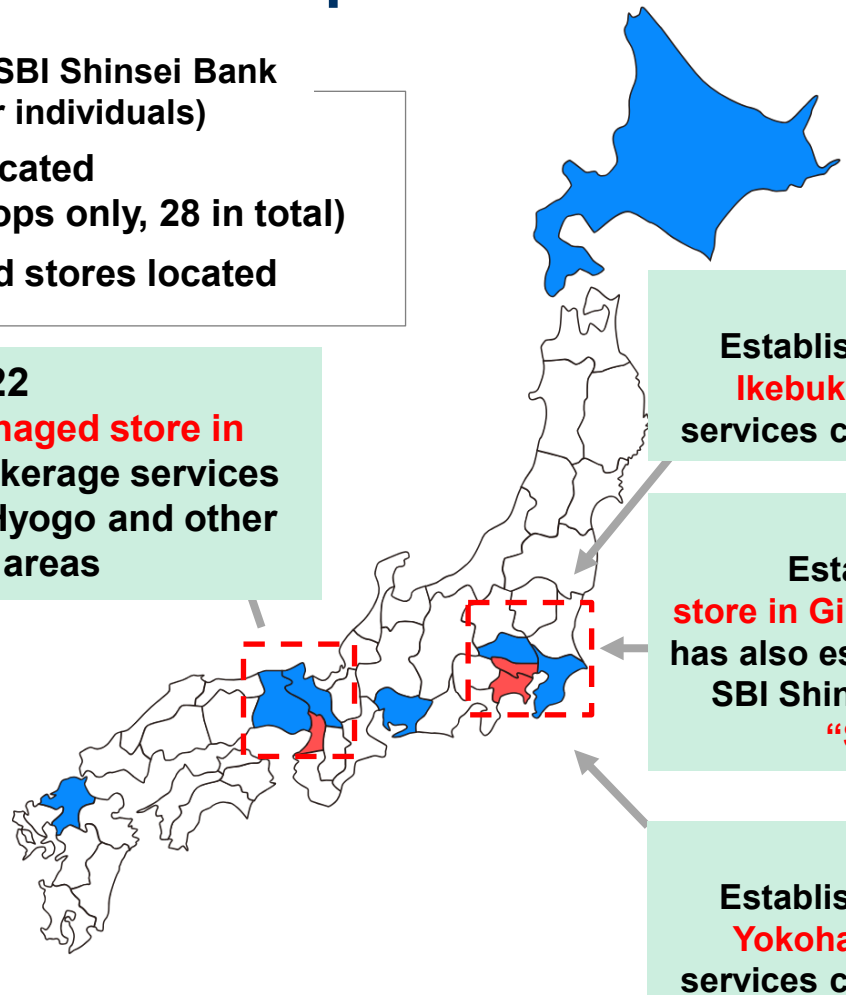 SBI Shinsei Bank
individuals)
cated
ops only, 28 in total)
d stores located
22
naged store in
kerage services
Hyogo and other
areas
Establis
Ikebuk
services c
Esta
store in Gi
has also es
SBI Shin
Establis
Yokoha
services c